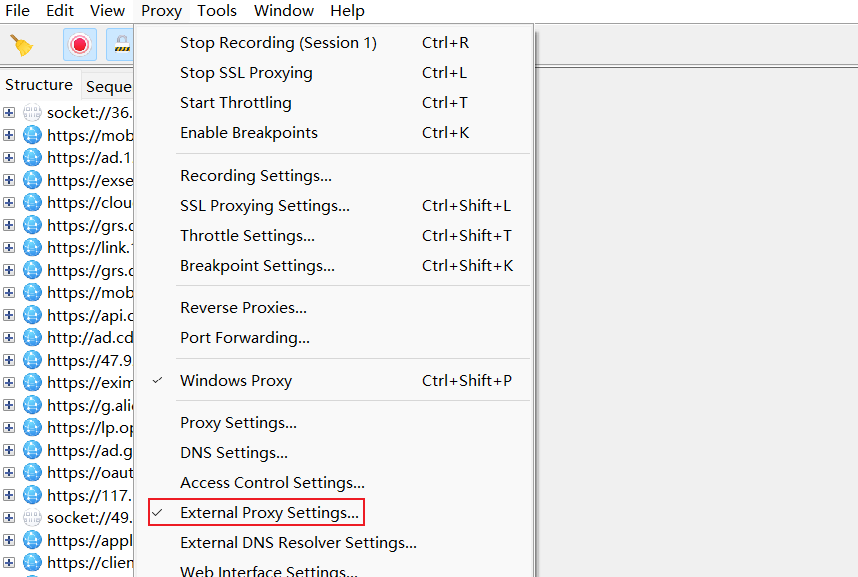 File Edit View Proxy Tools Window Help
Stop Recording (Session 1) Ctrl+R
Stop SSL Proxying Ctrl+L
Start Throttling Ctrl+T
Enable Breakpoints Ctrl+K
Recording Settings...
SSL Proxying Settings... Ctrl+Shift+L
Throttle Settings... Ctrl+Shift+T
Breakpoint Settings... Ctrl+Shift+K
Reverse Proxies...
Port Forwarding...
Windows Proxy Ctrl+Shift+P
Proxy Settings...
DNS Settings...
Access Control Settings...
External Proxy Settings...
External DNS Resolver Settings...
Web Interface Settings...
Structure Seque
socket://36.
https://mob
https://ad.1
https://exse
https://clou
https://grs.
https://link.
https://grs.
https://mob
https://api.
http://ad.cd
https://47.9
https://exim
https://g.ali
https://lp.op
https://ad.g
https://oaut
https://117.
socket://49.
https://appl
https://clien